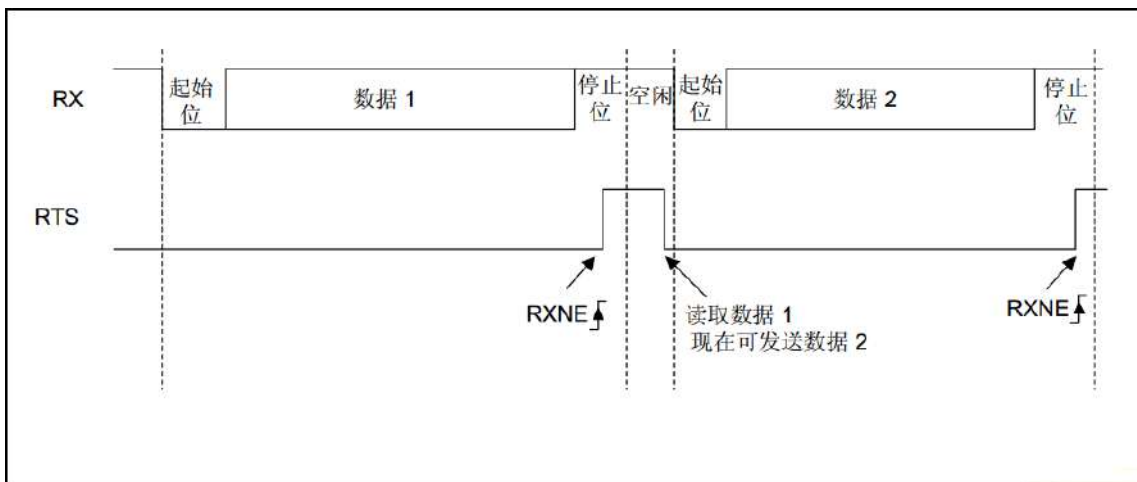 RX
起始位
数据 1
停止位
空闲
起始位
数据 2
停止位
RTS
RXNE
读取数据 1
现在可发送数据 2
RXNE